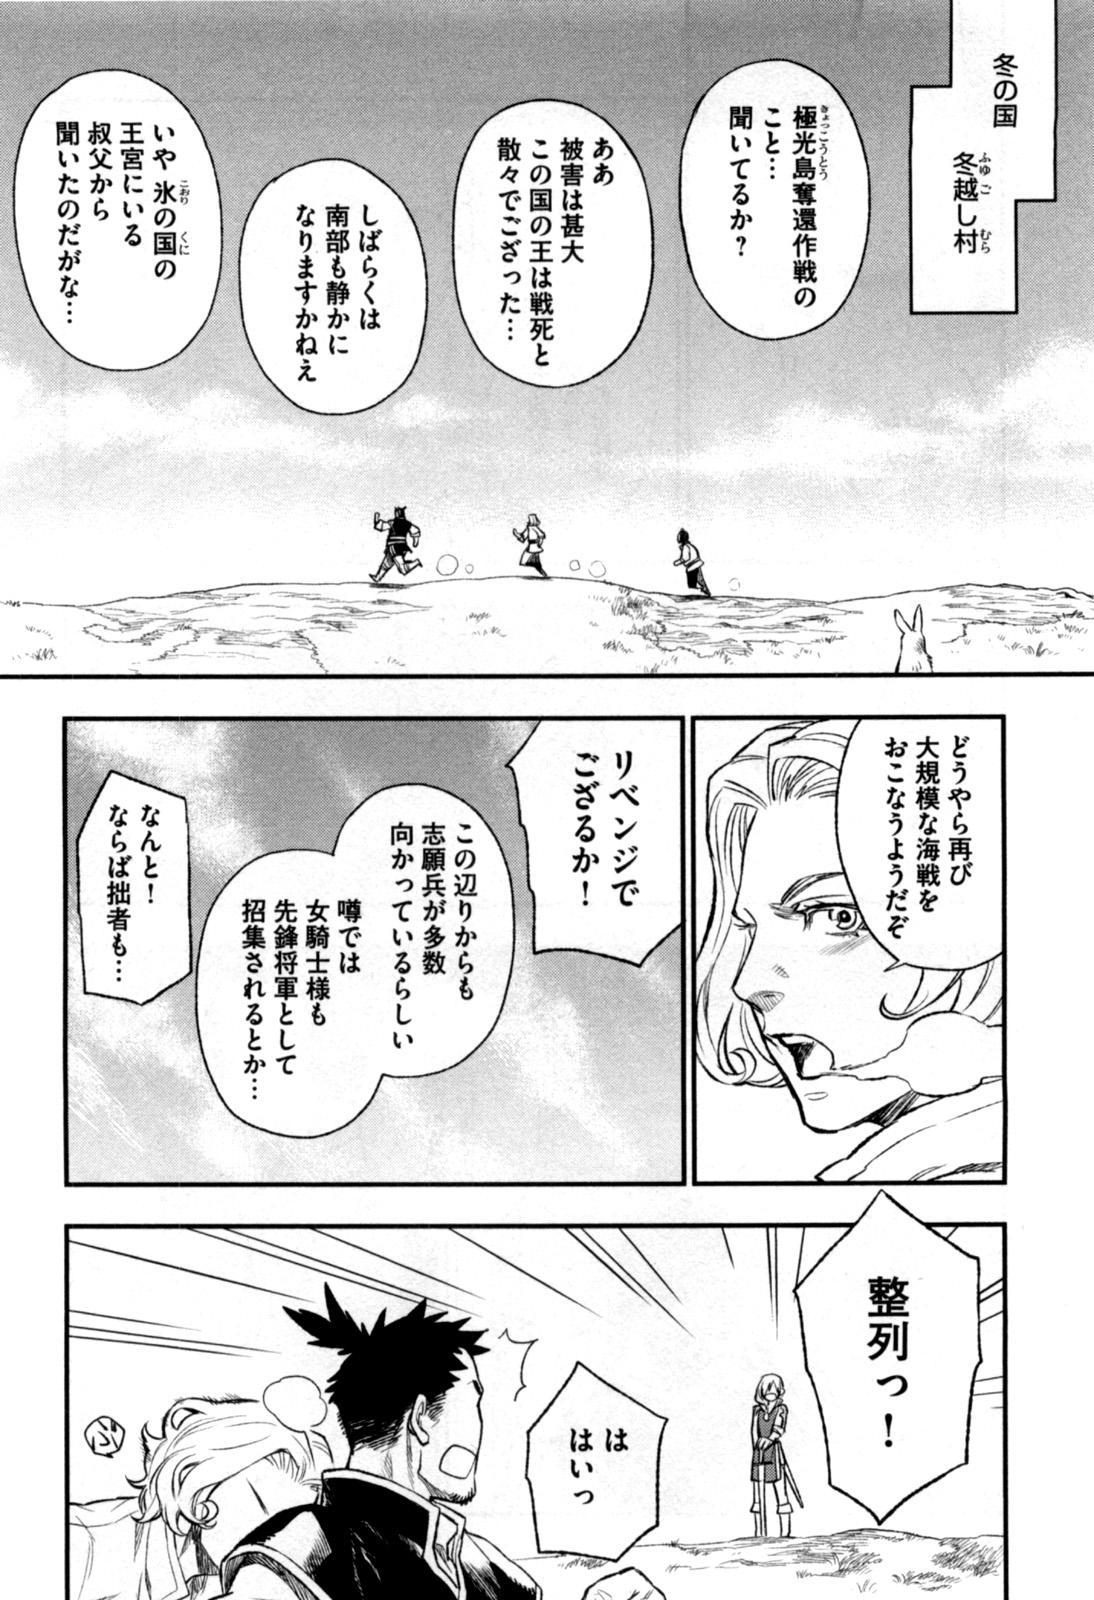 冬の国
冬越し村
極光島奪還作戦の
こと…
聞いてるか？
ああ
被害は甚大
この国の王は戦死と
散々でござった…
しばらくは
南部も静かに
なりますかねえ
いや 氷の国の
王宮にいる
叔父から
聞いたのだがな…
どうやら再び
大規模な海戦を
おこなうようだぞ
リベンジで
ござるか！
この辺りからも
志願兵が多数
向かっているらしい
噂では
女騎士様も
先鋒将軍として
招集されるとか…
なんと！
ならば拙者も…
整列っ！
は
はいっ
ぶ